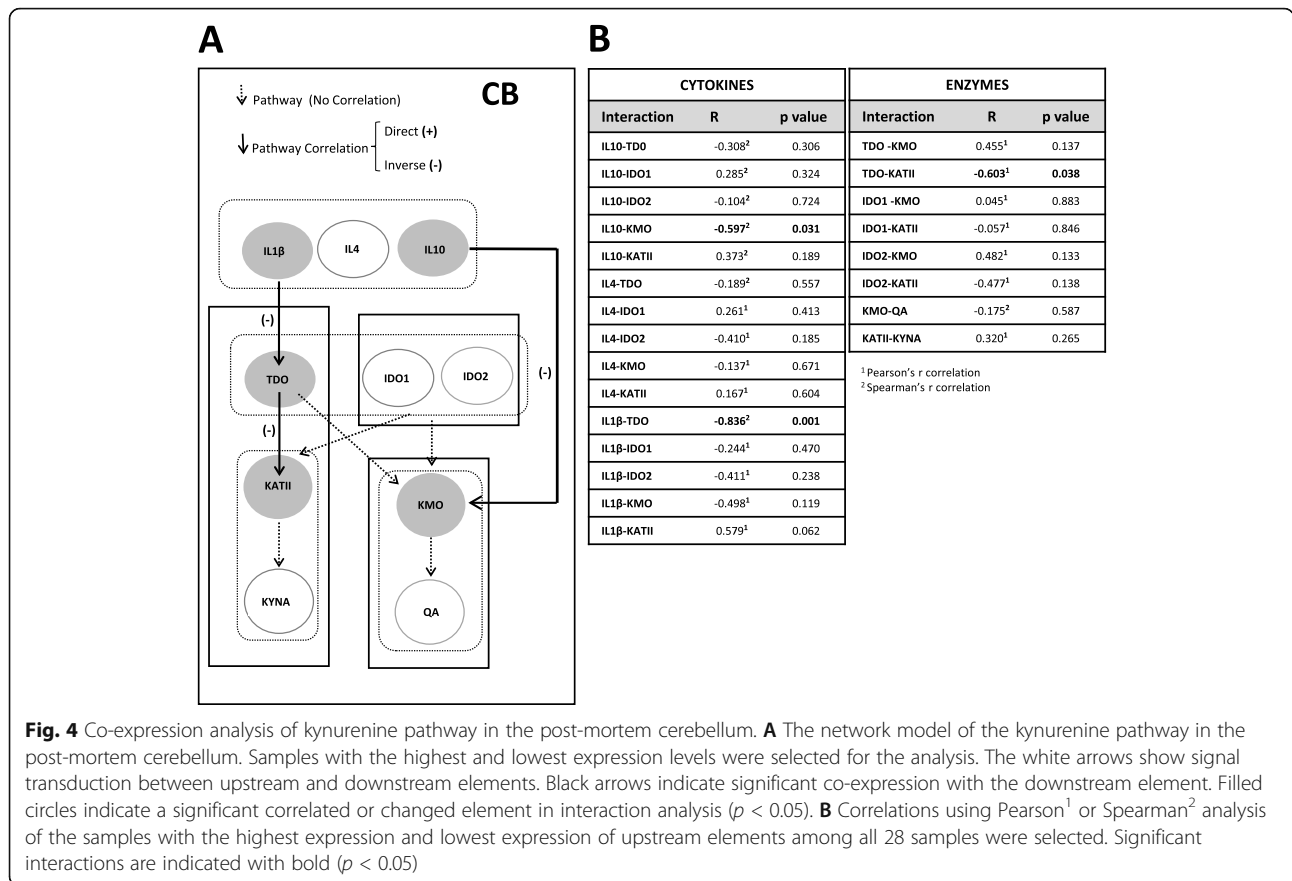 A
CB
Pathway (No Correlation)
Pathway Correlation
Direct (+)
Inverse (-)
IL1β
IL4
IL10
(-)
TDO
IDO1
IDO2
(-)
(-)
KATII
KMO
KYNA
QA
B
CYTOKINES
Interaction R p value
IL10-TD0 -0.308² 0.306
IL10-IDO1 0.285² 0.324
IL10-IDO2 -0.104² 0.724
IL10-KMO -0.597² 0.031
IL10-KATII 0.373² 0.189
IL4-TDO -0.189² 0.557
IL4-IDO1 0.261¹ 0.413
IL4-IDO2 -0.410¹ 0.185
IL4-KMO -0.137¹ 0.671
IL4-KATII 0.167¹ 0.604
IL1β-TDO -0.836² 0.001
IL1β-IDO1 -0.244¹ 0.470
IL1β-IDO2 -0.411¹ 0.238
IL1β-KMO -0.498¹ 0.119
IL1β-KATII 0.579¹ 0.062
ENZYMES
Interaction R p value
TDO -KMO 0.455¹ 0.137
TDO-KATII -0.603¹ 0.038
IDO1 -KMO 0.045¹ 0.883
IDO1-KATII -0.057¹ 0.846
IDO2-KMO 0.482¹ 0.133
IDO2-KATII -0.477¹ 0.138
KMO-QA -0.175² 0.587
KATII-KYNA 0.320¹ 0.265
¹ Pearson's r correlation
² Spearman's r correlation
Fig. 4 Co-expression analysis of kynurenine pathway in the post-mortem cerebellum. A The network model of the kynurenine pathway in the
post-mortem cerebellum. Samples with the highest and lowest expression levels were selected for the analysis. The white arrows show signal
transduction between upstream and downstream elements. Black arrows indicate significant co-expression with the downstream element. Filled
circles indicate a significant correlated or changed element in interaction analysis (p < 0.05). B Correlations using Pearson¹ or Spearman² analysis
of the samples with the highest expression and lowest expression of upstream elements among all 28 samples were selected. Significant
interactions are indicated with bold (p < 0.05)